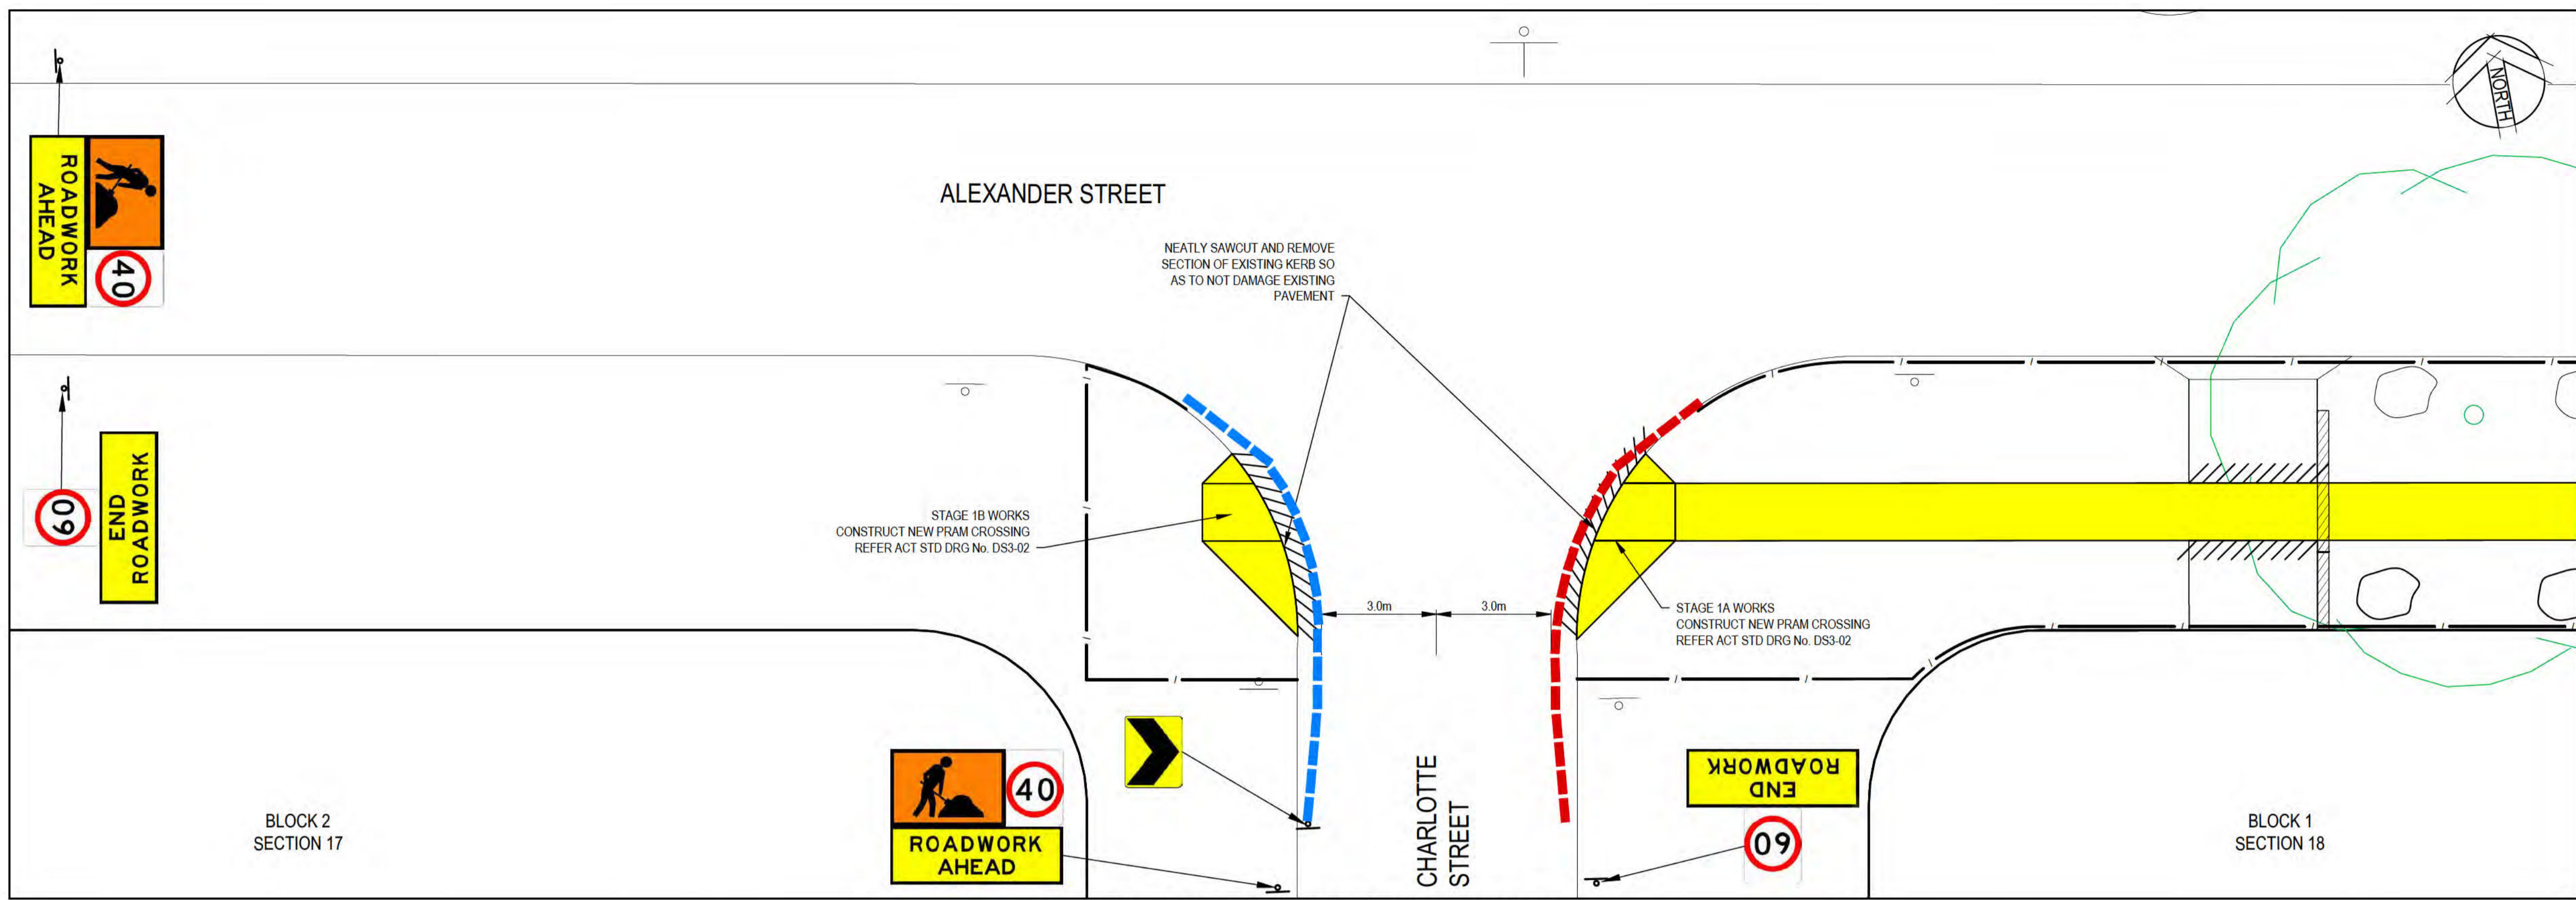 NORTH
ROADWORK
AHEAD
40
ALEXANDER STREET
NEATLY SAWCUT AND REMOVE
SECTION OF EXISTING KERB SO
AS TO NOT DAMAGE EXISTING
PAVEMENT
60
END
ROADWORK
STAGE 1B WORKS
CONSTRUCT NEW PRAM CROSSING
REFER ACT STD DRG No. DS3-02
3.0m
3.0m
STAGE 1A WORKS
CONSTRUCT NEW PRAM CROSSING
REFER ACT STD DRG No. DS3-02
40
ROADWORK
AHEAD
CHARLOTTE
STREET
END
ROADWORK
60
BLOCK 2
SECTION 17
BLOCK 1
SECTION 18